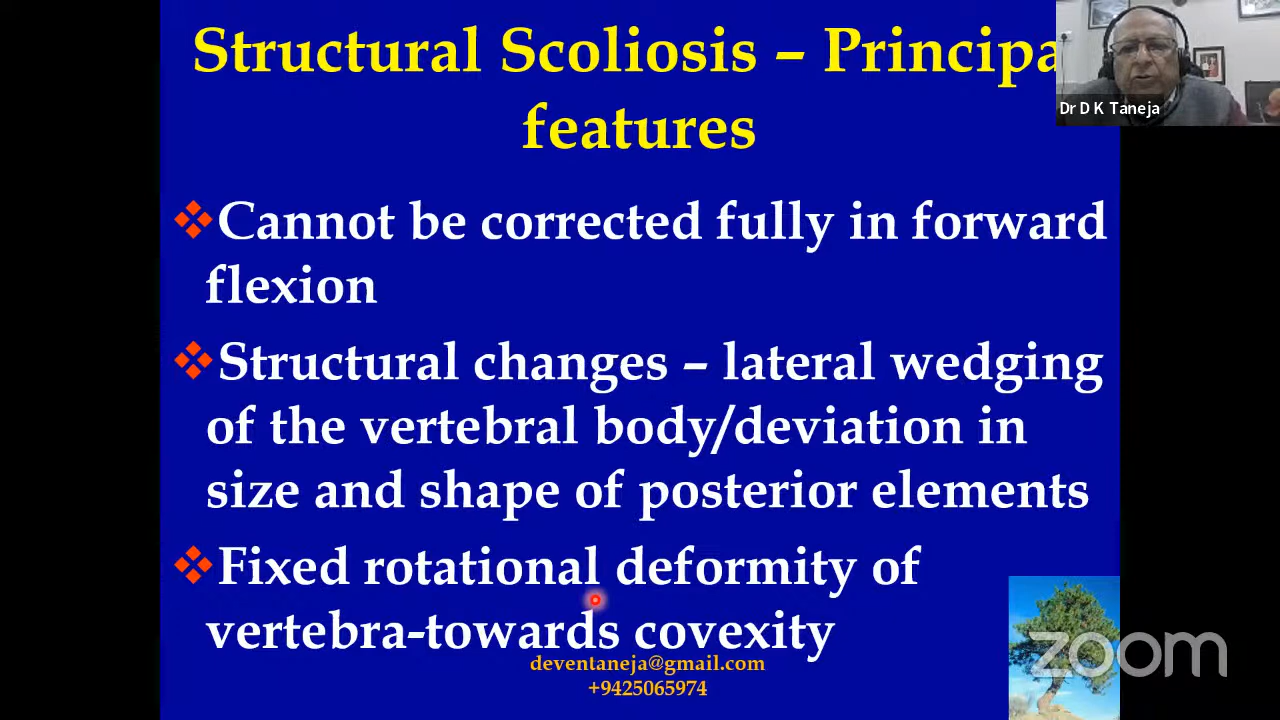 Structural Scoliosis – Principa
features
Dr D K Taneja
Cannot be corrected fully in forward
flexion
Structural changes – lateral wedging
of the vertebral body/deviation in
size and shape of posterior elements
Fixed rotational deformity of
vertebra-towards covexity
deventaneja@gmail.com
+9425065974
zoom